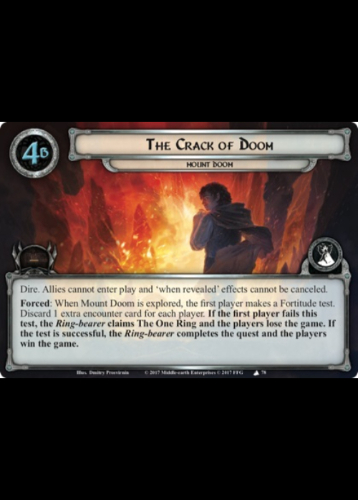 4B
THE CRACK OF DOOM
MOUNT DOOM
Dire. Allies cannot enter play and ‘when revealed’ effects cannot be canceled.
Forced: When Mount Doom is explored, the first player makes a Fortitude test.
Discard 1 extra encounter card for each player. If the first player fails this
test, the Ring-bearer claims The One Ring and the players lose the game. If
the test is successful, the Ring-bearer completes the quest and the players
win the game.
Illus. Dmitry Prosvirnin © 2017 Middle-earth Enterprises © 2017 FFG 78